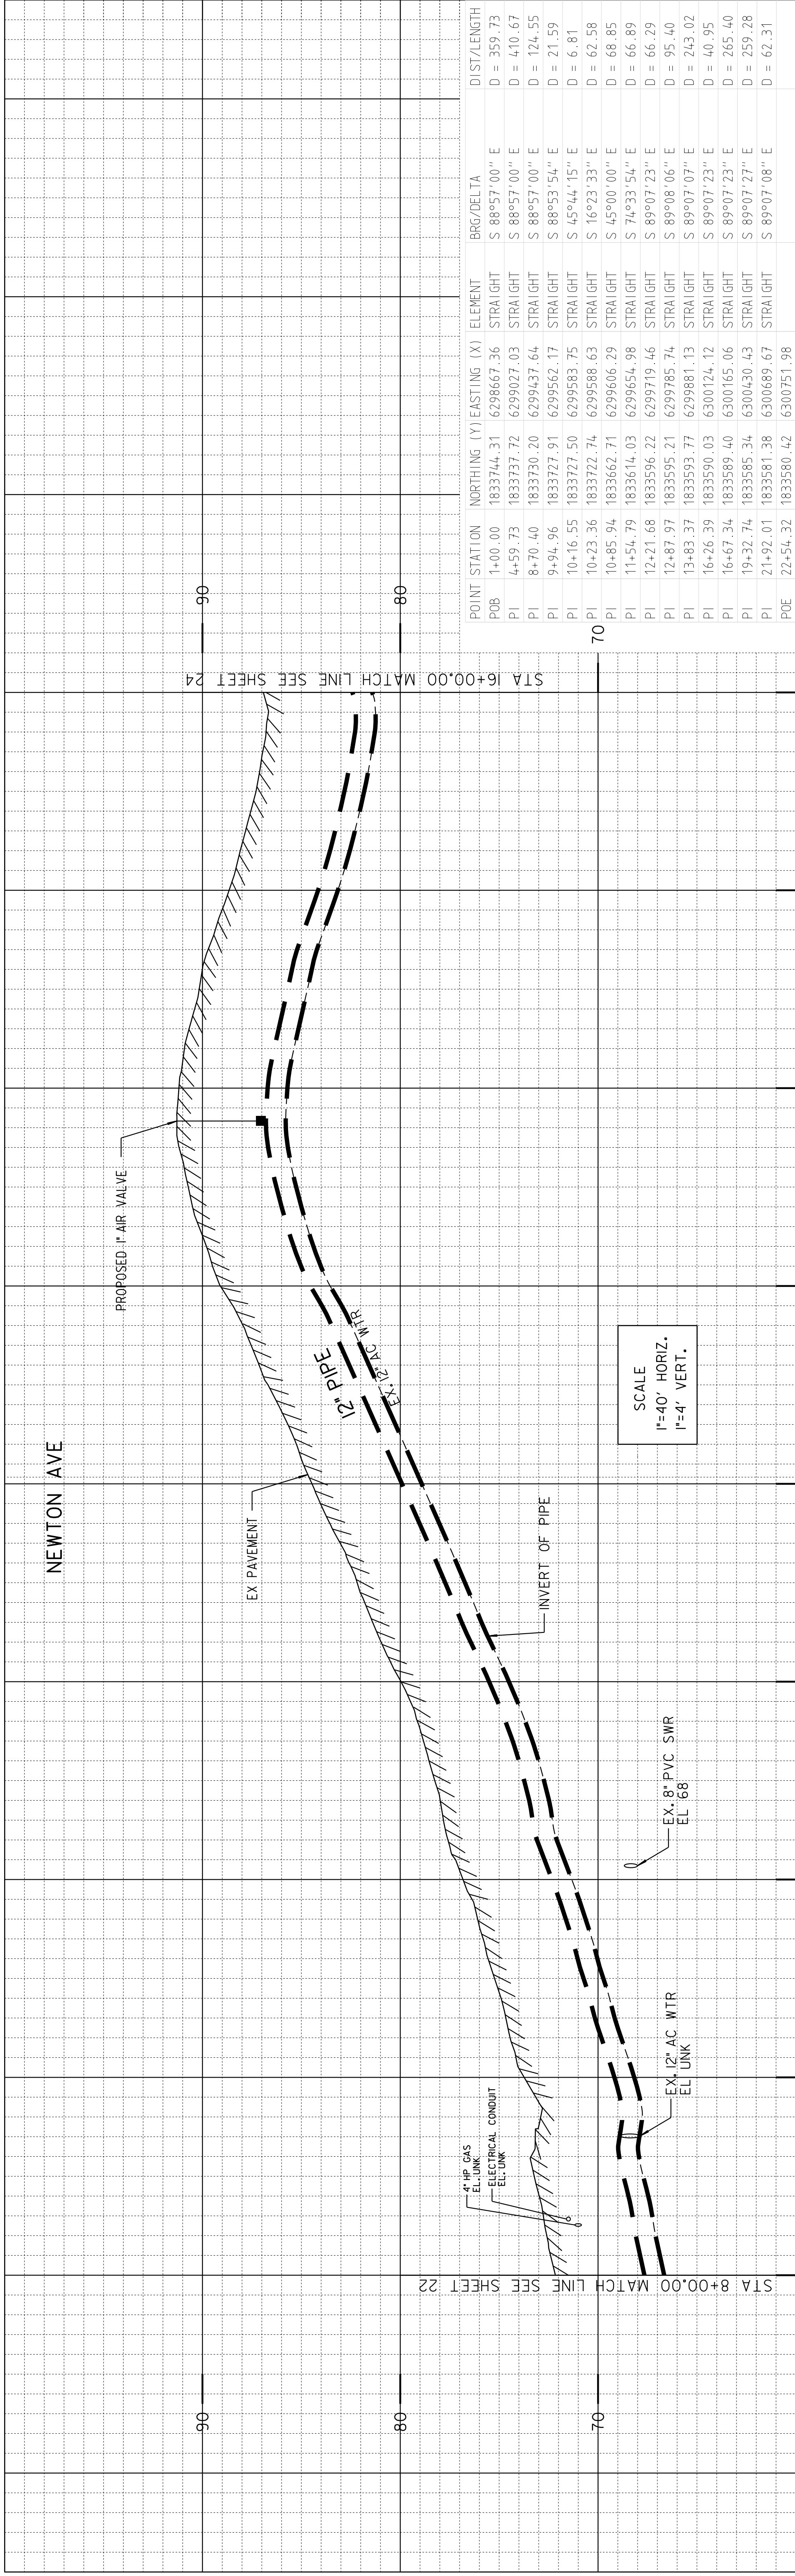 NEWTON AVE
PROPOSED 1" AIR VALVE
EX PAVEMENT
90
90
80
80
70
70
STA 8+00.00 MATCH LINE SEE SHEET 22
STA 16+00.00 MATCH LINE SEE SHEET 24
12" PIPE
EX. 12" AC WTR
INVERT OF PIPE
4" HP GAS
EL. UNK
ELECTRICAL CONDUIT
EL. UNK
EX. 12" AC WTR
EL UNK
EX. 8" PVC SWR
EL 68
SCALE
1"=40' HORIZ.
1"=4' VERT.
POINT STATION NORTHING (Y) EASTING (X) ELEMENT BRG/DELTA DIST/LENGTH
POB 1+00.00 1833744.31 6298667.36 STRAIGHT S 88°57'00" E D = 359.73
PI 4+59.73 1833737.72 6299027.03 STRAIGHT S 88°57'00" E D = 410.67
PI 8+70.40 1833730.20 6299437.64 STRAIGHT S 88°57'00" E D = 124.55
PI 9+94.96 1833727.91 6299562.17 STRAIGHT S 88°53'54" E D = 21.59
PI 10+16.55 1833727.50 6299583.75 STRAIGHT S 45°44'15" E D = 6.81
PI 10+23.36 1833722.74 6299588.63 STRAIGHT S 16°23'33" E D = 62.58
PI 10+85.94 1833662.71 6299606.29 STRAIGHT S 45°00'00" E D = 68.85
PI 11+54.79 1833614.03 6299654.98 STRAIGHT S 74°33'54" E D = 66.89
PI 12+21.68 1833596.22 6299719.46 STRAIGHT S 89°07'23" E D = 66.29
PI 12+87.97 1833595.21 6299785.74 STRAIGHT S 89°08'06" E D = 95.40
PI 13+83.37 1833593.77 6299881.13 STRAIGHT S 89°07'07" E D = 243.02
PI 16+26.39 1833590.03 6300124.12 STRAIGHT S 89°07'23" E D = 40.95
PI 16+67.34 1833589.40 6300165.06 STRAIGHT S 89°07'23" E D = 265.40
PI 19+32.74 1833585.34 6300430.43 STRAIGHT S 89°07'27" E D = 259.28
PI 21+92.01 1833581.38 6300689.67 STRAIGHT S 89°07'08" E D = 62.31
POE 22+54.32 1833580.42 6300751.98